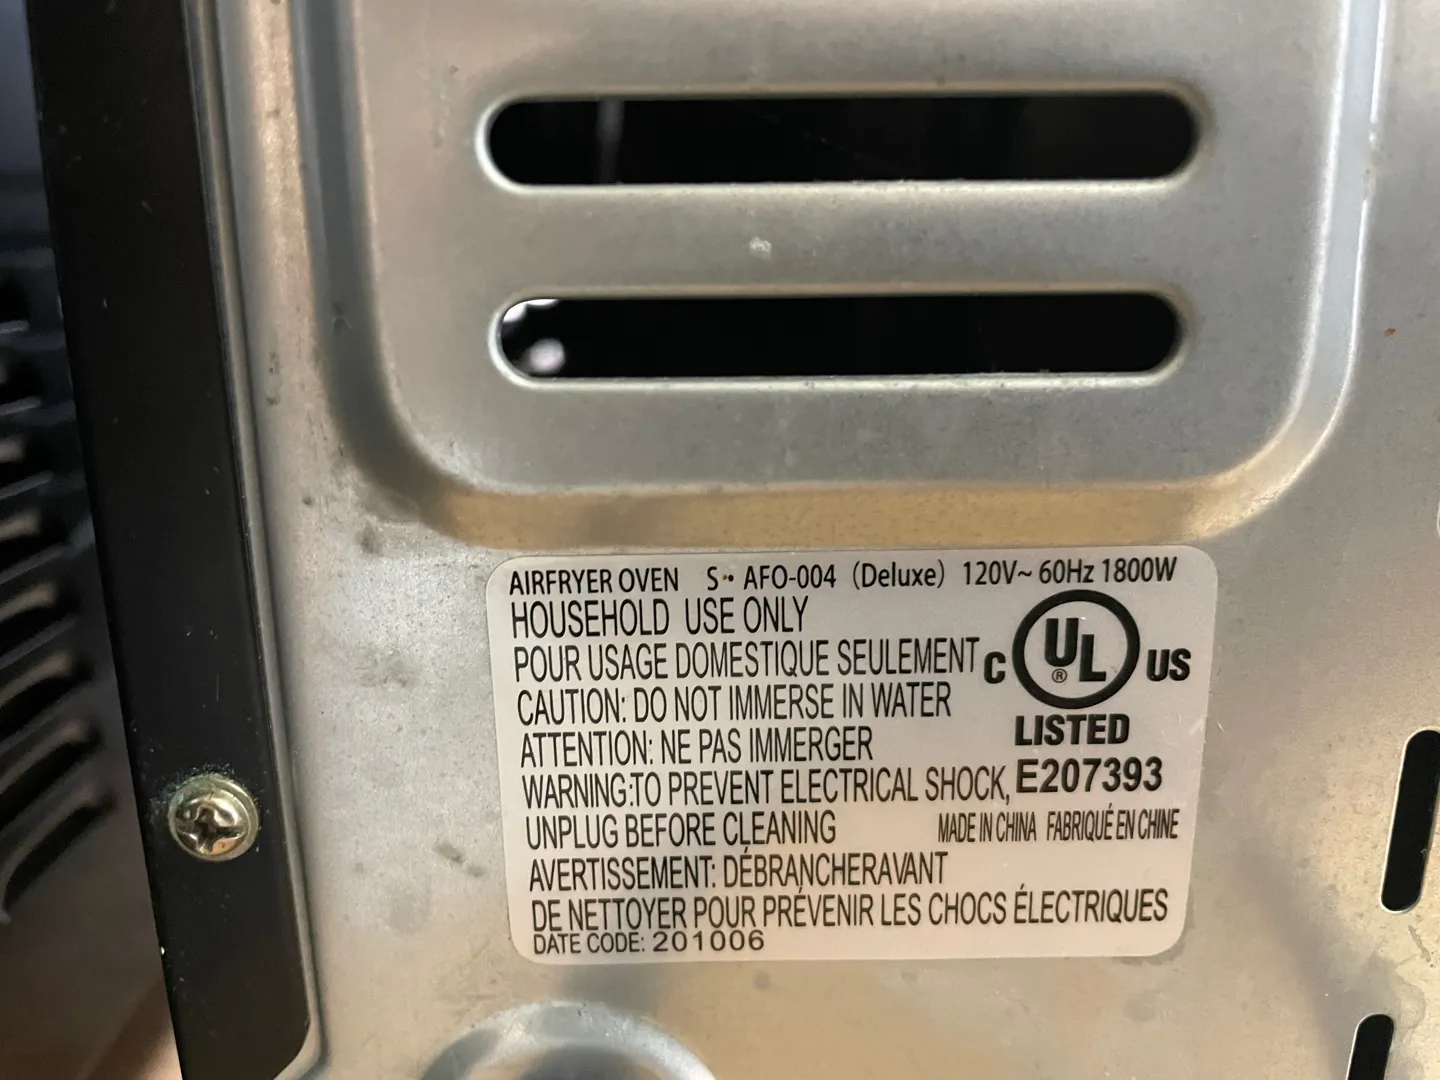 AIRFRYER OVEN S•• AFO-004 (Deluxe) 120V~ 60Hz 1800W
HOUSEHOLD USE ONLY
POUR USAGE DOMESTIQUE SEULEMENT
CAUTION: DO NOT IMMERSE IN WATER
ATTENTION: NE PAS IMMERGER
WARNING:TO PREVENT ELECTRICAL SHOCK,
UNPLUG BEFORE CLEANING
AVERTISSEMENT: DÉBRANCHERAVANT
DE NETTOYER POUR PRÉVENIR LES CHOCS ÉLECTRIQUES
DATE CODE: 201006
C UL® US
LISTED
E207393
MADE IN CHINA FABRIQUÉ EN CHINE